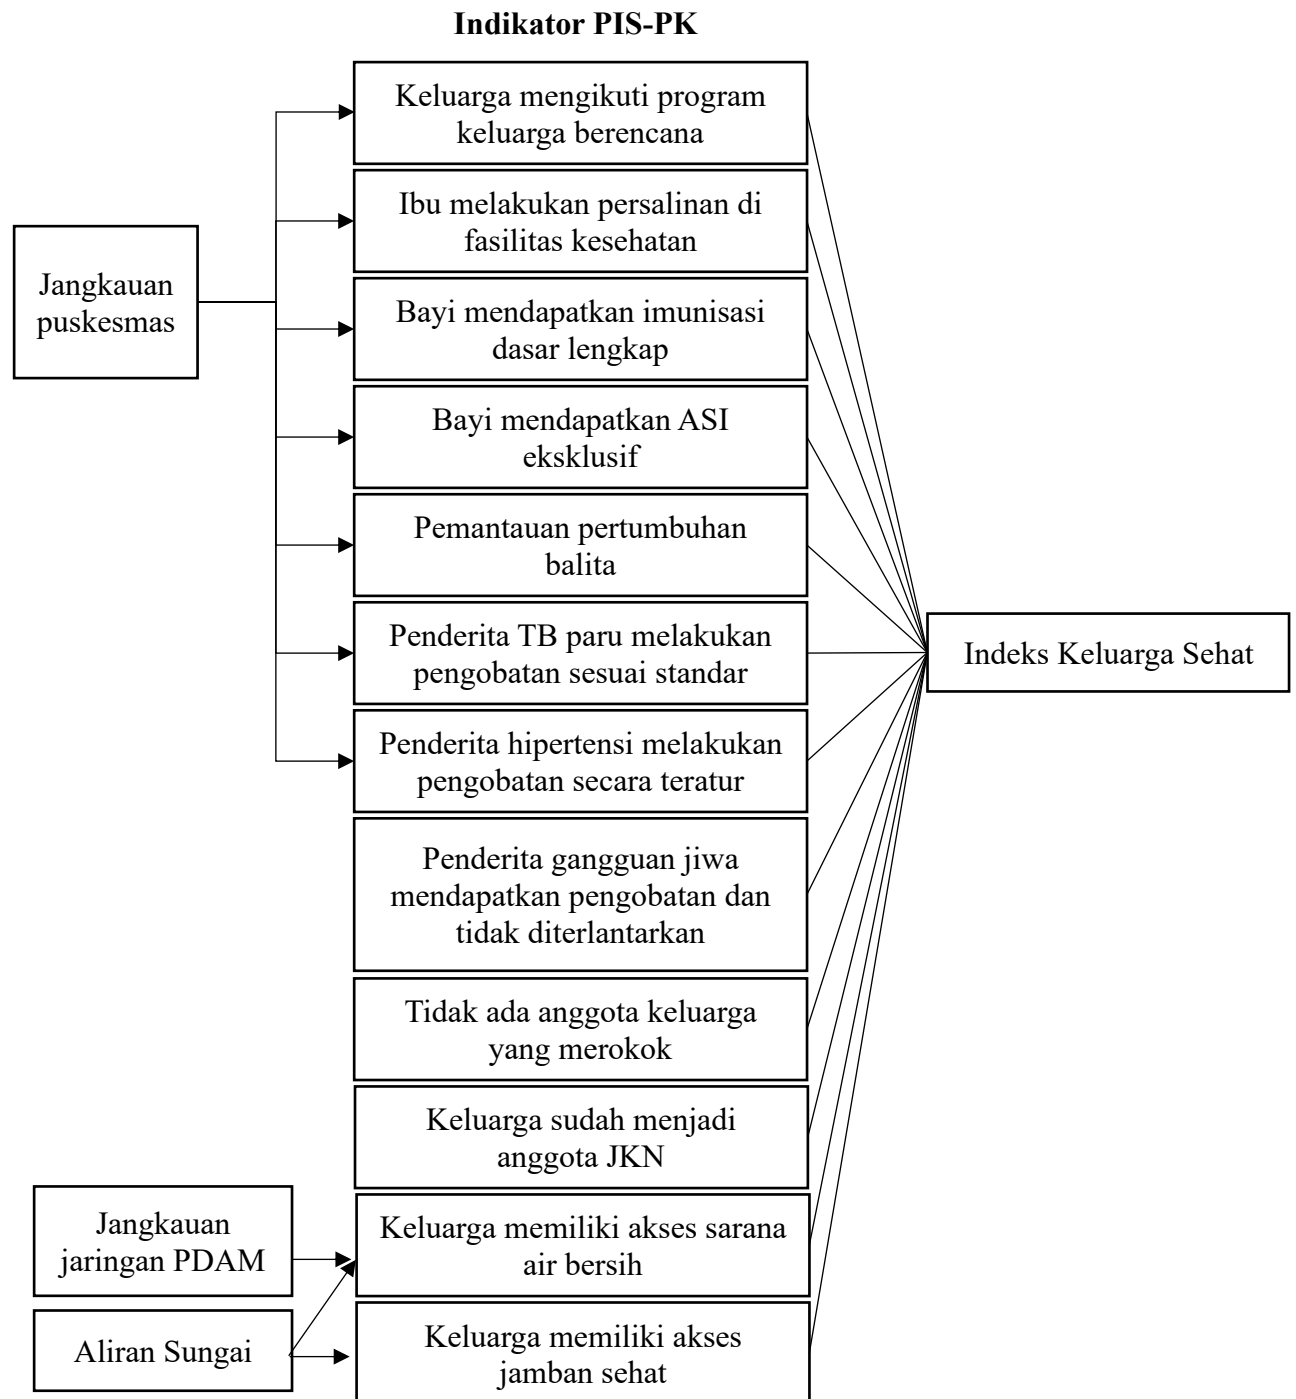 Indikator PIS-PK
Keluarga mengikuti program
keluarga berencana
Ibu melakukan persalinan di
fasilitas kesehatan
Jangkauan
puskesmas
Bayi mendapatkan imunisasi
dasar lengkap
Bayi mendapatkan ASI
eksklusif
Pemantauan pertumbuhan
balita
Penderita TB paru melakukan
pengobatan sesuai standar
Indeks Keluarga Sehat
Penderita hipertensi melakukan
pengobatan secara teratur
Penderita gangguan jiwa
mendapatkan pengobatan dan
tidak diterlantarkan
Tidak ada anggota keluarga
yang merokok
Keluarga sudah menjadi
anggota JKN
Jangkauan
jaringan PDAM
Keluarga memiliki akses sarana
air bersih
Aliran Sungai
Keluarga memiliki akses
jamban sehat